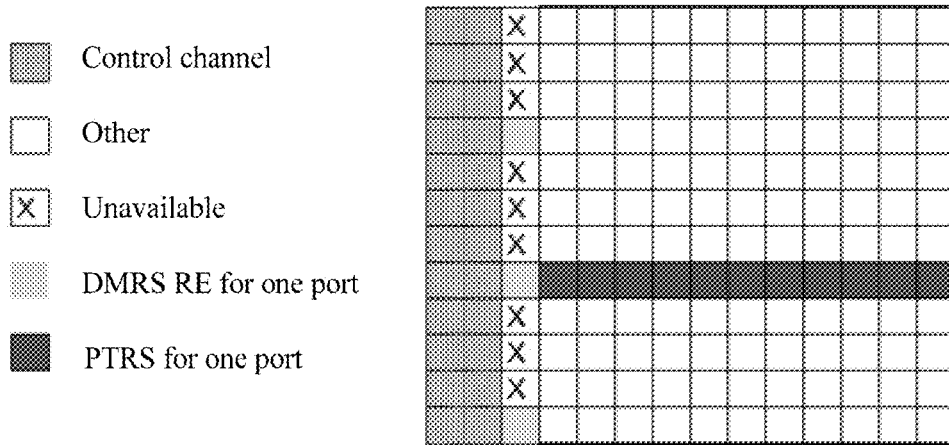 Control channel
Other
X Unavailable
DMRS RE for one port
PTRS for one port
X
X
X
X
X
X
X
X
X